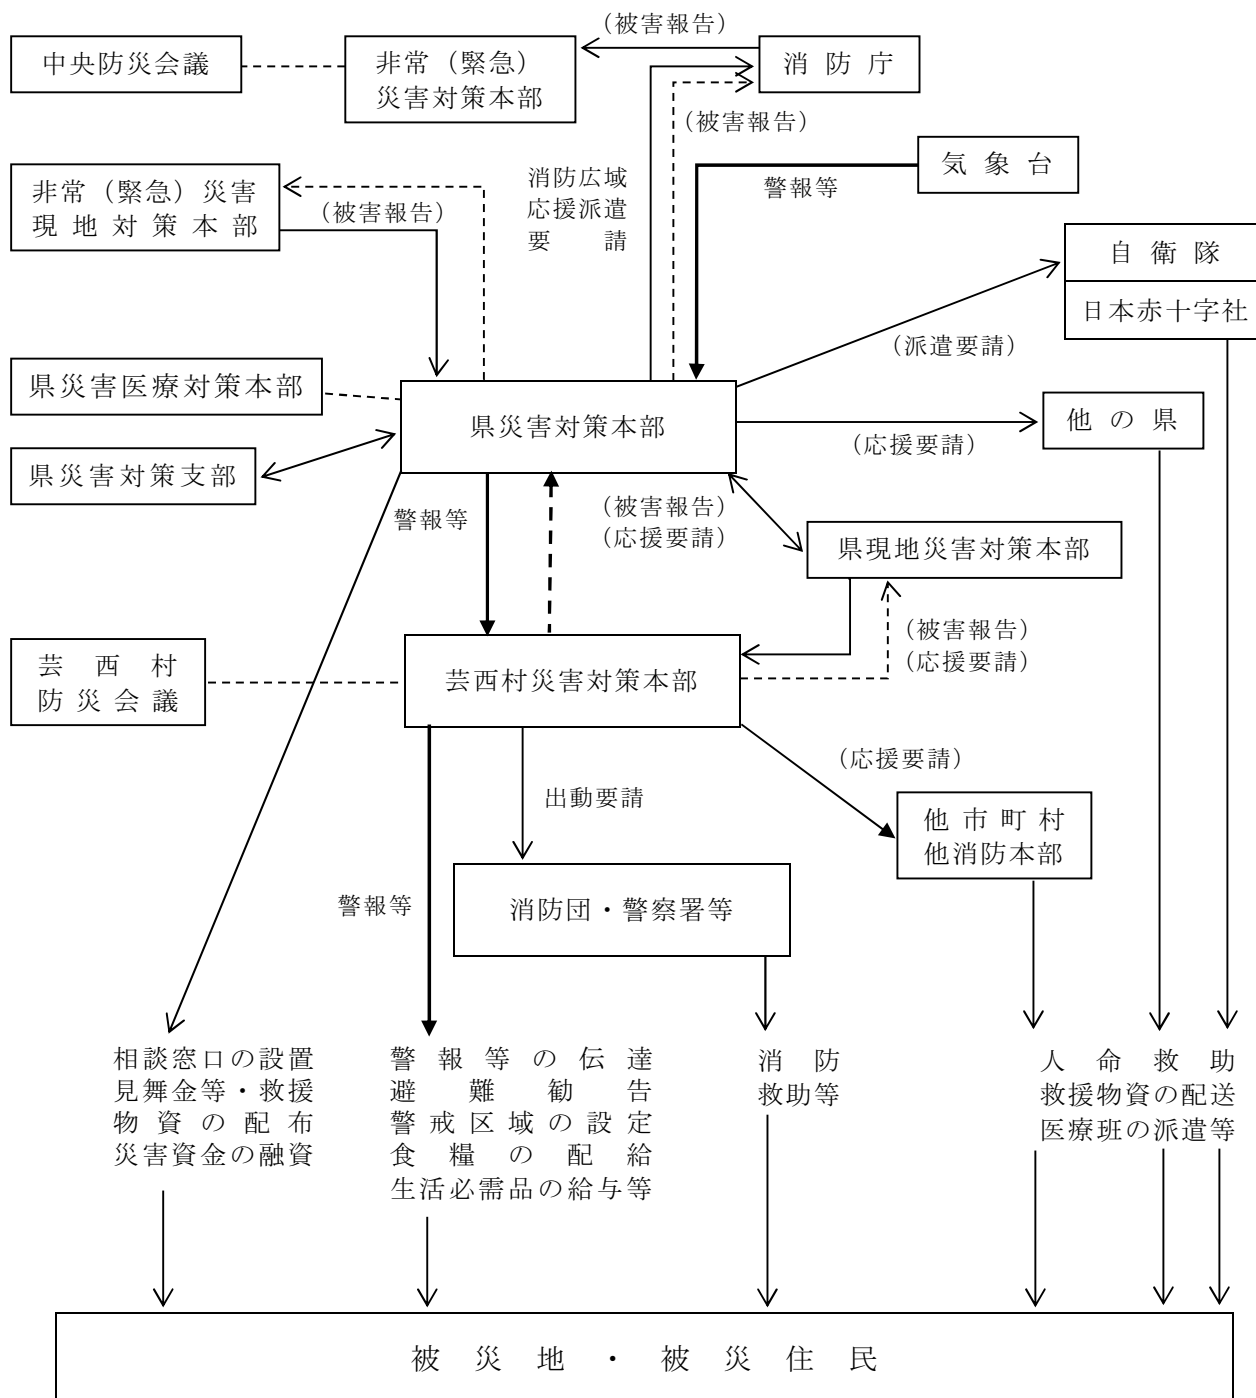 （被害報告）
中央防災会議
非常（緊急）
災害対策本部
消防庁
（被害報告）
気象台
警報等
非常（緊急）災害
現地対策本部
（被害報告）
消防広域
応援派遣
要請
自衛隊
日本赤十字社
（派遣要請）
県災害医療対策本部
県災害対策本部
他の県
（応援要請）
県災害対策支部
警報等
（被害報告）
（応援要請）
県現地災害対策本部
（被害報告）
（応援要請）
芸西村
防災会議
芸西村災害対策本部
（応援要請）
出動要請
他市町村
他消防本部
警報等
消防団・警察署等
相談窓口の設置
見舞金等・救援
物資の配布
災害資金の融資
警報等の伝達
避難勧告
警戒区域の設定
食糧の配給
生活必需品の給与等
消防
救助等
人命救助
救援物資の配送
医療班の派遣等
被災地・被災住民